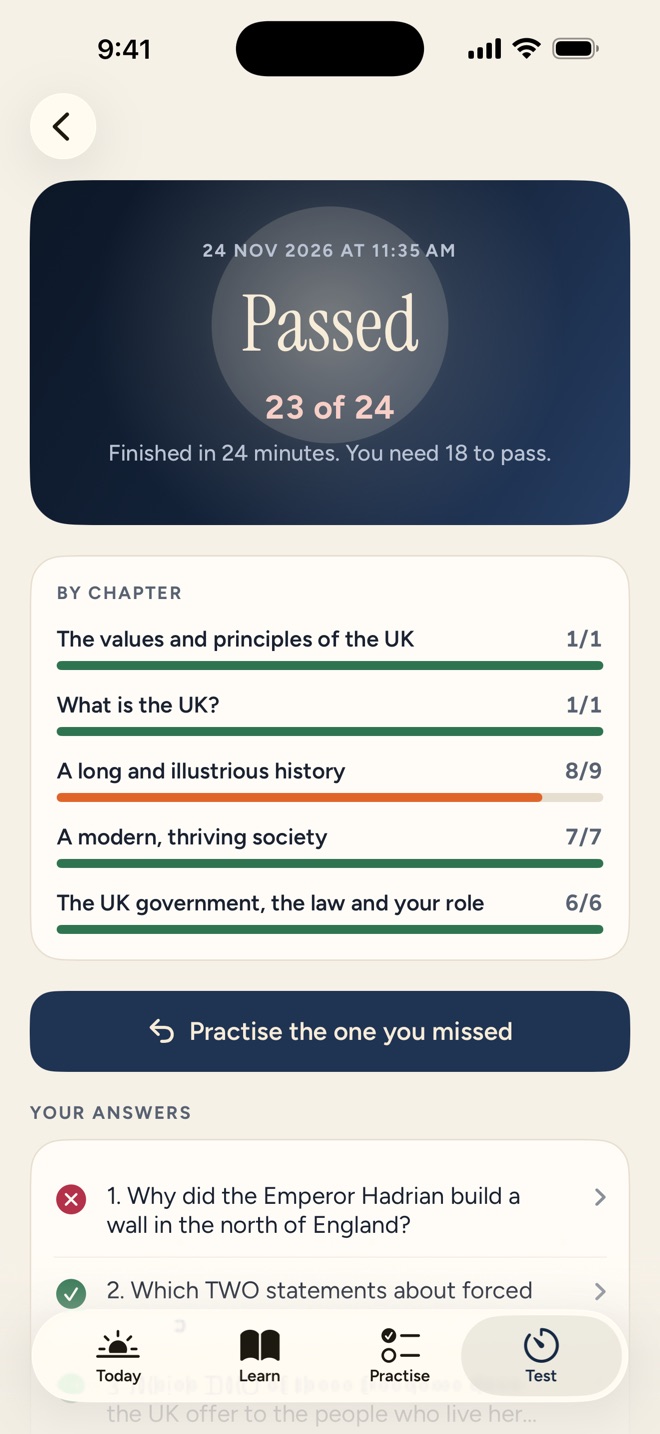 9:41
24 NOV 2026 AT 11:35 AM
Passed
23 of 24
Finished in 24 minutes. You need 18 to pass.
BY CHAPTER
The values and principles of the UK 1/1
What is the UK? 1/1
A long and illustrious history 8/9
A modern, thriving society 7/7
The UK government, the law and your role 6/6
Practise the one you missed
YOUR ANSWERS
1. Why did the Emperor Hadrian build a
wall in the north of England?
2. Which TWO statements about forced
Today Learn Practise Test
the UK offer to the people who live her...